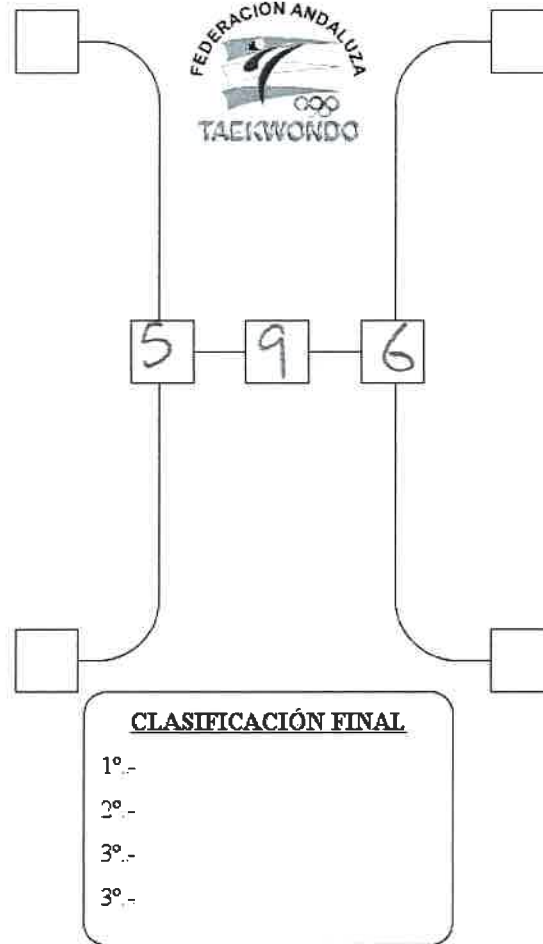 FEDERACION ANDALUZA
TAEKWONDO
5 9 6
CLASIFICACIÓN FINAL
1º.-
2º.-
3º.-
3º.-